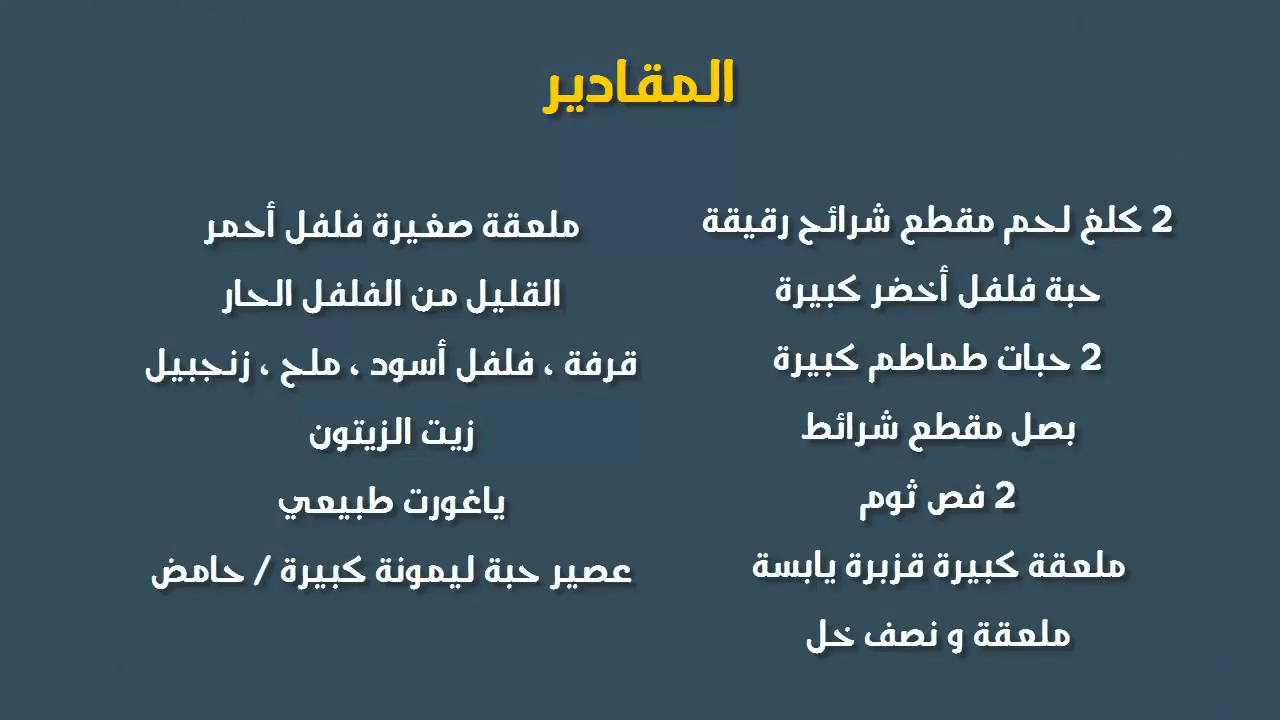 المقادير
2 كلغ لحم مقطع شرائح رقيقة
حبة فلفل أخضر كبيرة
2 حبات طماطم كبيرة
بصل مقطع شرائط
2 فص ثوم
ملعقة كبيرة قزبرة يابسة
ملعقة و نصف خل
ملعقة صغيرة فلفل أحمر
القليل من الفلفل الحار
قرفة ، فلفل أسود ، ملح ، زنجبيل
زيت الزيتون
ياغورت طبيعي
عصير حبة ليمونة كبيرة / حامض